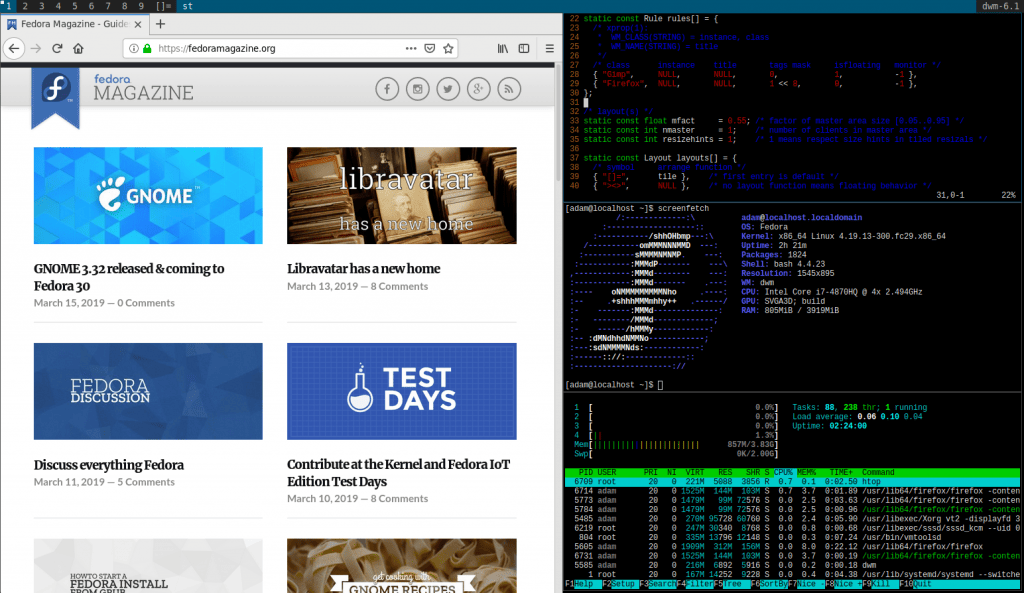 1 2 3 4 5 6 7 8 9 []= st dwm-6.1
Fedora Magazine - Guide
https://fedoramagazine.org
fedora
MAGAZINE
GNOME™
libravatar
has a new home
GNOME 3.32 released & coming to
Fedora 30
March 15, 2019 — 0 Comments
Libravatar has a new home
March 13, 2019 — 8 Comments
FEDORA
DISCUSSION
TEST
DAYS
Discuss everything Fedora
March 11, 2019 — 5 Comments
Contribute at the Kernel and Fedora IoT
Edition Test Days
March 10, 2019 — 8 Comments
HOW TO START A
FEDORA INSTALL
FROM GRUB
get cooking with
GNOME RECIPES
22 static const Rule rules[] = {
23 /* xprop(1):
24 * WM_CLASS(STRING) = instance, class
25 * WM_NAME(STRING) = title
26 */
27 /* class instance title tags mask isfloating monitor */
28 { "Gimp", NULL, NULL, 0, 1, -1 },
29 { "Firefox", NULL, NULL, 1 << 8, 0, -1 },
30 };
31
32 /* layout(s) */
33 static const float mfact = 0.55; /* factor of master area size [0.05..0.95] */
34 static const int nmaster = 1; /* number of clients in master area */
35 static const int resizehints = 1; /* 1 means respect size hints in tiled resizals */
36
37 static const Layout layouts[] = {
38 /* symbol arrange function */
39 { "[]=", tile }, /* first entry is default */
40 { "><>", NULL }, /* no layout function means floating behavior */
31,0-1 22%
[adam@localhost ~]$ screenfetch
adam@localhost.localdomain
OS: Fedora
Kernel: x86_64 Linux 4.19.13-300.fc29.x86_64
Uptime: 2h 21m
Packages: 1824
Shell: bash 4.4.23
Resolution: 1545x895
WM: dwm
CPU: Intel Core i7-4870HQ @ 4x 2.494GHz
GPU: SVGA3D; build
RAM: 805MiB / 3919MiB
[adam@localhost ~]$
1 [ 0.0%] Tasks: 88, 238 thr; 1 running
2 [ 0.0%] Load average: 0.06 0.10 0.04
3 [ 0.0%] Uptime: 02:24:00
4 [|| 1.3%]
Mem[ 857M/3.83G]
Swp[ 0K/2.00G]
PID USER PRI NI VIRT RES SHR S CPU% MEM% TIME+ Command
6709 root 20 0 221M 5088 3856 R 0.7 0.1 0:02.50 htop
6714 adam 20 0 1525M 144M 103M S 0.7 3.7 0:01.89 /usr/lib64/firefox/firefox -conten
5773 adam 20 0 1479M 99M 72576 S 0.0 2.5 0:03.63 /usr/lib64/firefox/firefox -conten
5784 adam 20 0 1479M 99M 72576 S 0.0 2.5 0:00.96 /usr/lib64/firefox/firefox -conten
5485 adam 20 0 270M 95728 60760 S 0.0 2.4 0:05.90 /usr/libexec/Xorg vt2 -displayfd 3
6219 root 20 0 247M 30340 8768 S 0.0 0.8 0:00.68 /usr/libexec/sssd/sssd_kcm --uid 0
804 root 20 0 335M 13796 12148 S 0.0 0.3 0:07.24 /usr/bin/vmtoolsd
5605 adam 20 0 1909M 312M 156M S 0.0 8.0 0:22.12 /usr/lib64/firefox/firefox
6731 adam 20 0 1525M 144M 103M S 0.0 3.7 0:00.19 /usr/lib64/firefox/firefox -conten
5585 adam 20 0 216M 6892 5916 S 0.0 0.2 0:00.18 dwm
1 root 20 0 167M 14252 9228 S 0.0 0.4 0:04.38 /usr/lib/systemd/systemd --switche
F1Help F2Setup F3Search F4Filter F5Tree F6SortBy F7Nice - F8Nice + F9Kill F10Quit